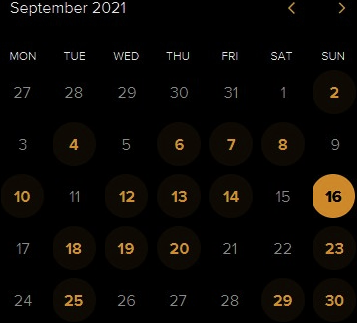 September 2021
MON TUE WED THU FRI SAT SUN
27 28 29 30 31 1 2
3 4 5 6 7 8 9
10 11 12 13 14 15 16
17 18 19 20 21 22 23
24 25 26 27 28 29 30